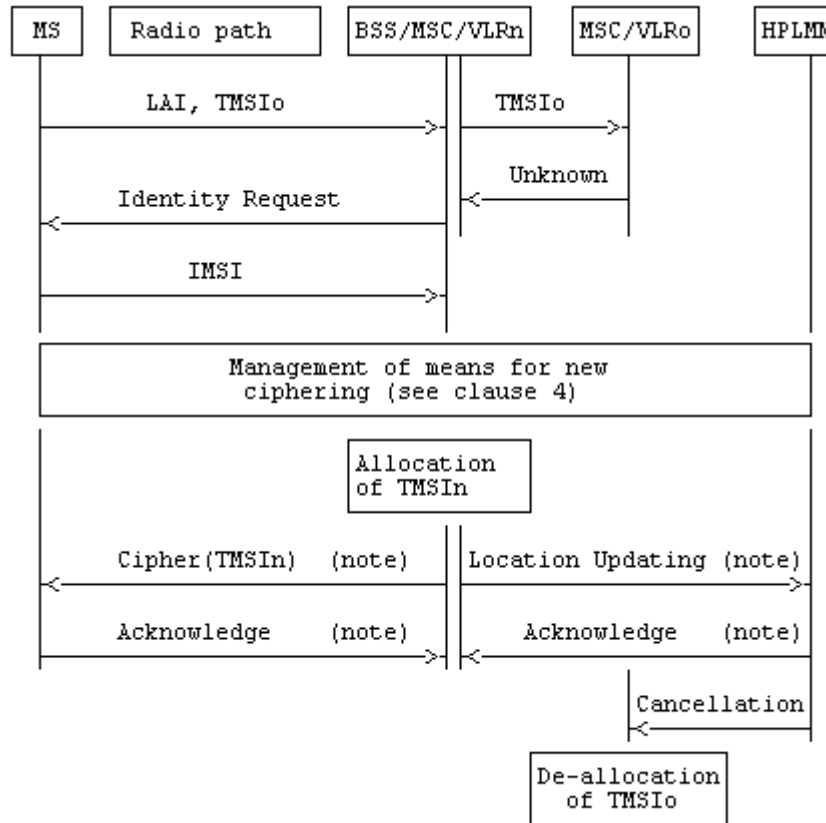 MS Radio path BSS/MSC/VLRn MSC/VLRo HPLMN
LAI, TMSIo TMSIo
Unknown
Identity Request
IMSI
Management of means for new
ciphering (see clause 4)
Allocation
of TMSIn
Cipher(TMSIn) (note) Location Updating (note)
Acknowledge (note) Acknowledge (note)
Cancellation
De-allocation
of TMSIo